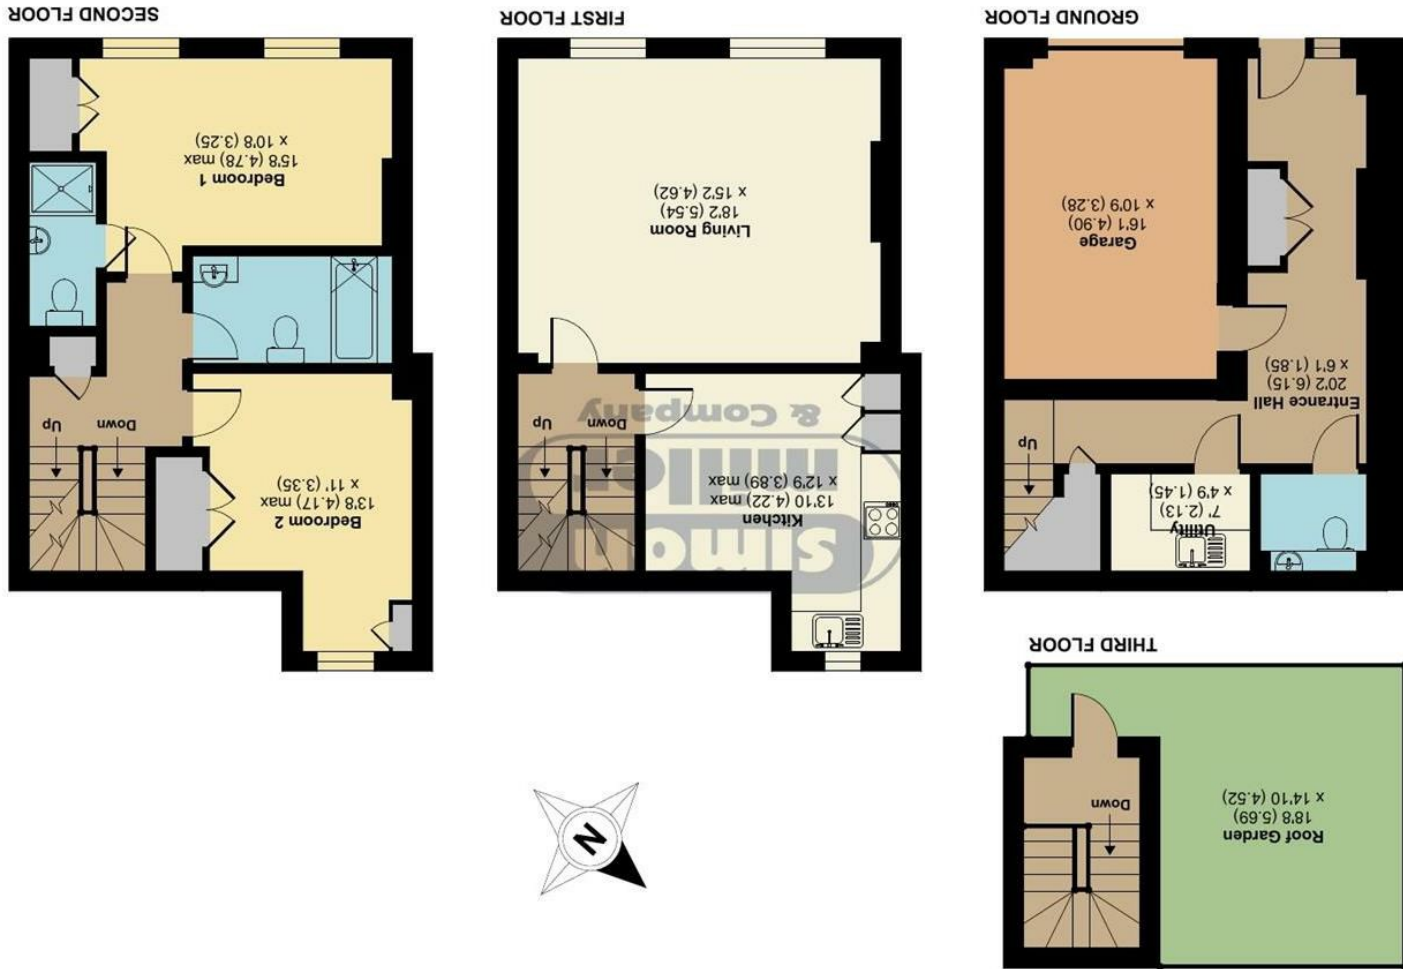 Roof Garden
18'8 (5.69)
x 14'10 (4.52)
Down
THIRD FLOOR
N
Utility
7' (2.13)
x 4'9 (1.45)
Up
Entrance Hall
20'2 (6.15)
x 6'1 (1.85)
Garage
16'1 (4.90)
x 10'9 (3.28)
GROUND FLOOR
simon
miller
& Company
Kitchen
13'10 (4.22) max
x 12'9 (3.89) max
Down
Up
Living Room
18'2 (5.54)
x 15'2 (4.62)
FIRST FLOOR
Bedroom 2
13'8 (4.17) max
x 11' (3.35)
Down
Up
Bedroom 1
15'8 (4.78) max
x 10'8 (3.25)
SECOND FLOOR